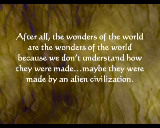 After all, the wonders of the world
are the wonders of the world
because we don't understand how
they were made...maybe they were
made by an alien civilization.